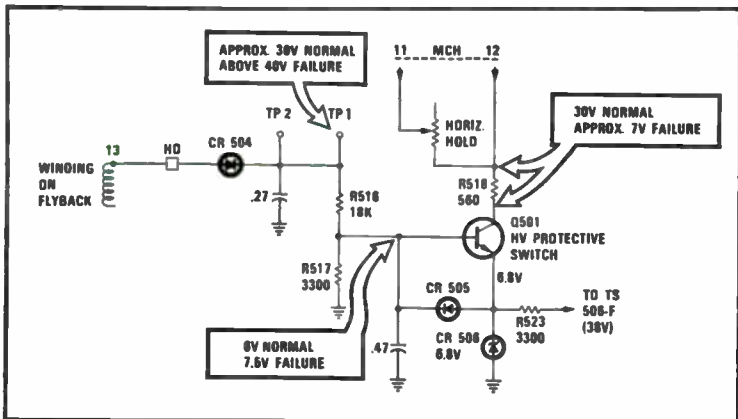 APPROX. 30V NORMAL
ABOVE 40V FAILURE
11 MCH 12
30V NORMAL
APPROX. 7V FAILURE
TP 2
TP 1
13
HO
CR 504
HORIZ.
HOLD
WINDING
ON
FLYBACK
.27
R516
18K
R518
560
Q501
HV PROTECTIVE
SWITCH
R517
3300
6.8V
CR 505
TO TS
506-F
(38V)
R523
3300
6V NORMAL
7.5V FAILURE
.47
CR 506
6.8V